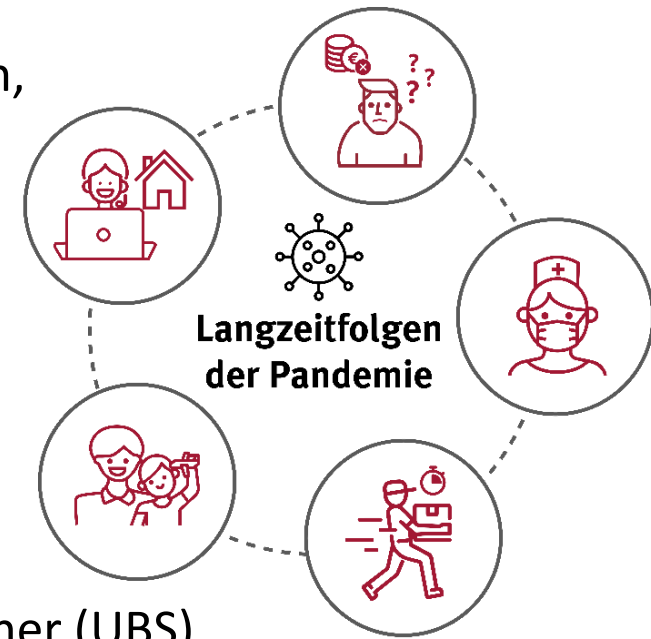 n,
? ? ?
€
Langzeitfolgen
der Pandemie
ner (UBS)